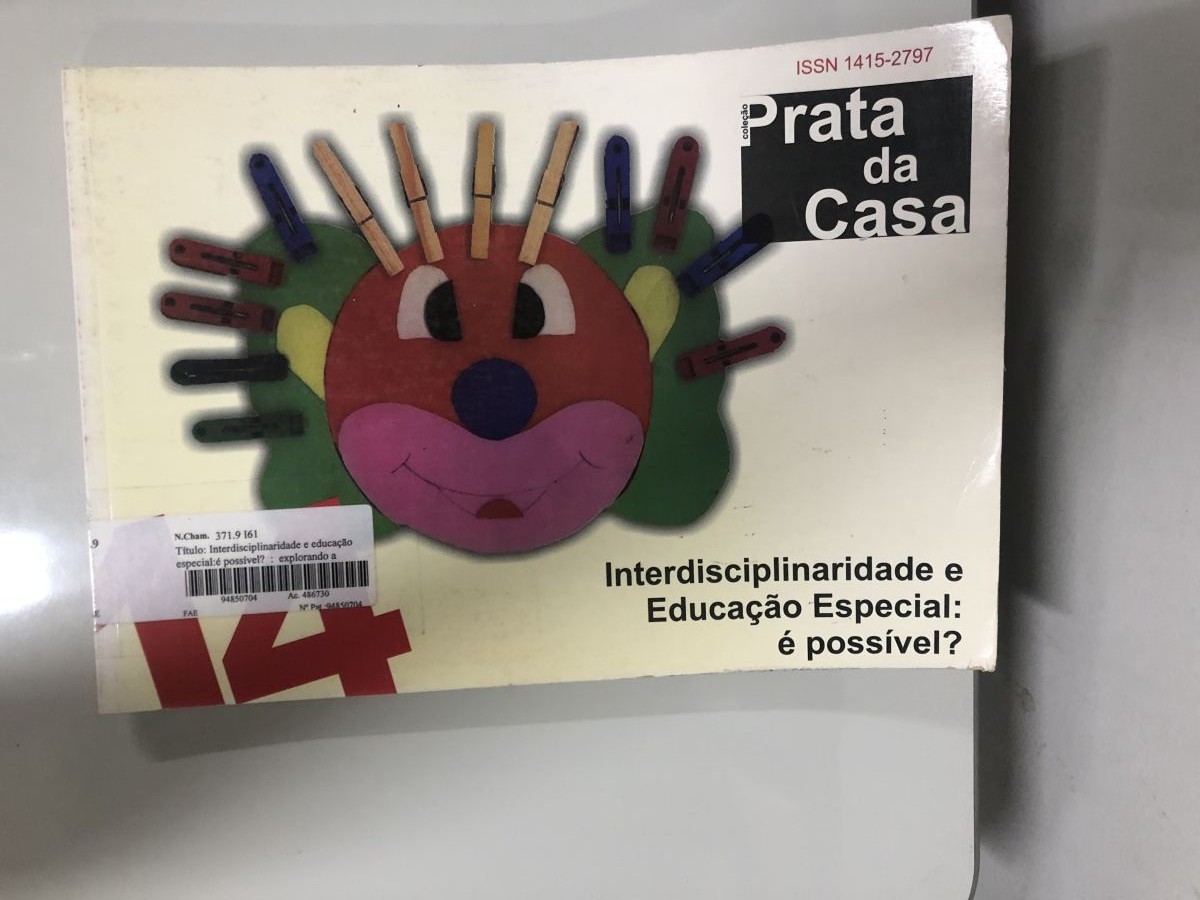 ISSN 1415-2797
coleção
Prata
da
Casa
Interdisciplinaridade e
Educação Especial:
é possível?
14
.9
N.Cham. 371.9 I61
Título: Interdisciplinaridade e educação
especial:é possível? : explorando a
94850704 Ac. 486730
FAE Nº Pat.:94850704